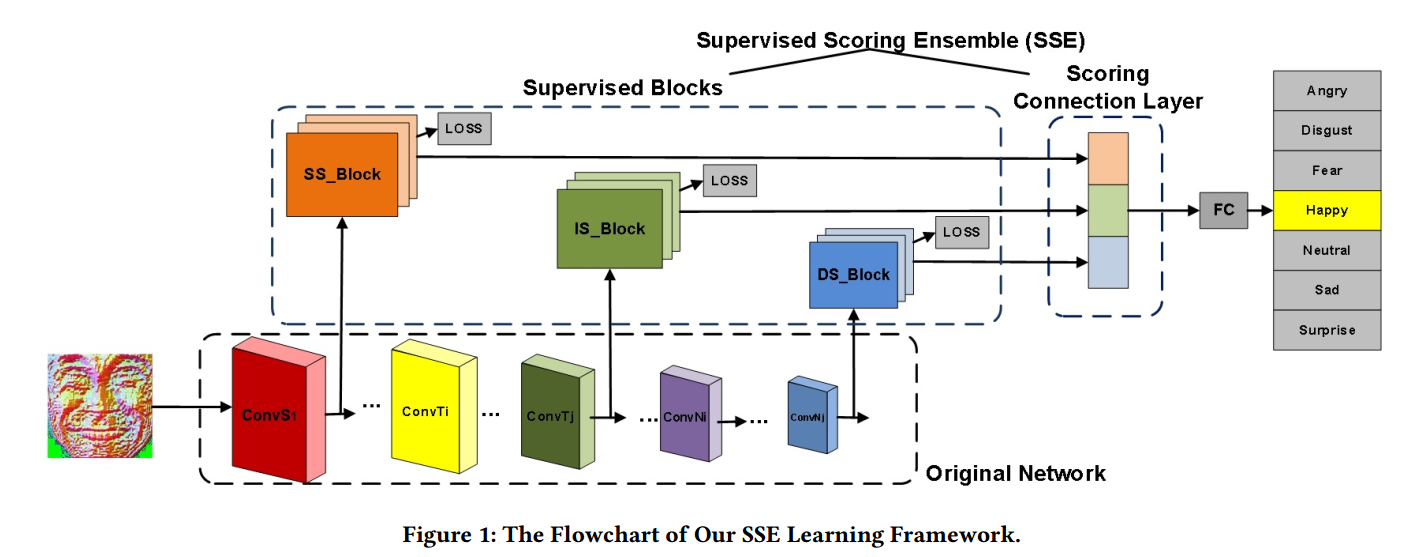 Supervised Scoring Ensemble (SSE)
Supervised Blocks
Scoring
Connection Layer
LOSS
SS_Block
LOSS
IS_Block
LOSS
DS_Block
FC
Angry
Disgust
Fear
Happy
Neutral
Sad
Surprise
ConvS1
...
ConvTi
...
ConvTj
...
ConvNi
...
ConvNj
Original Network
Figure 1: The Flowchart of Our SSE Learning Framework.